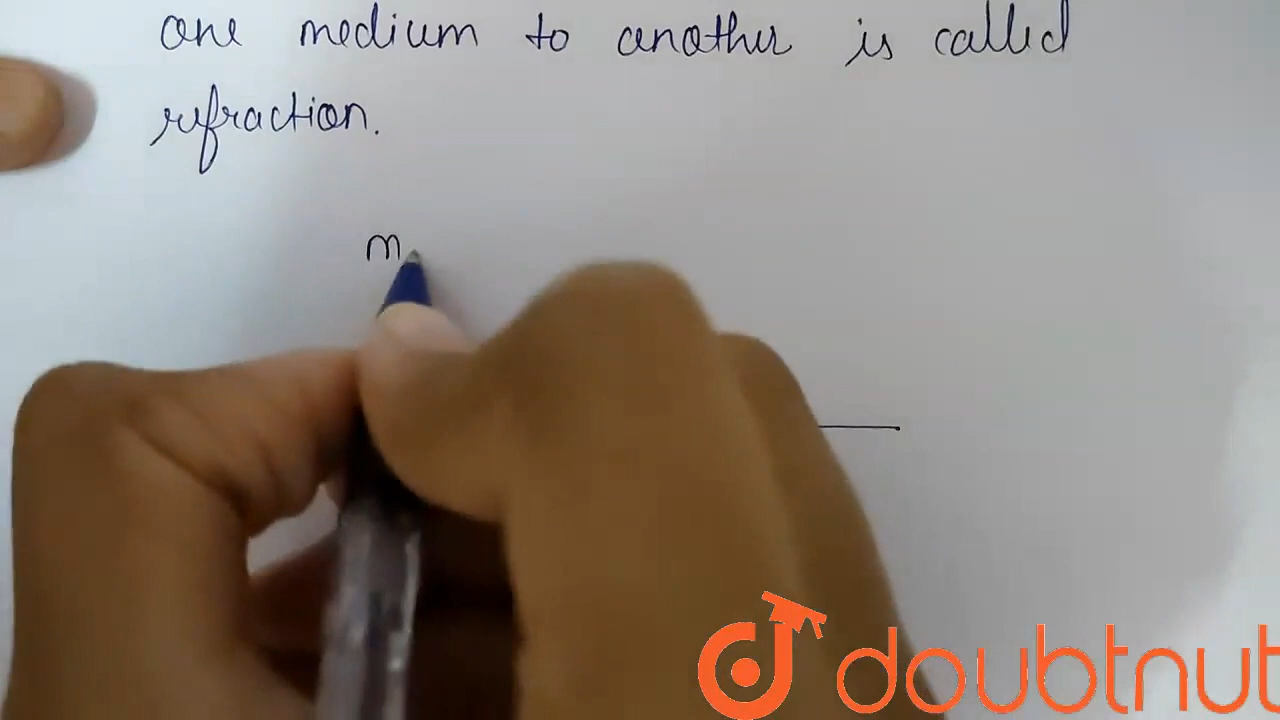 one medium to another is called
refraction.
m
doubtnut